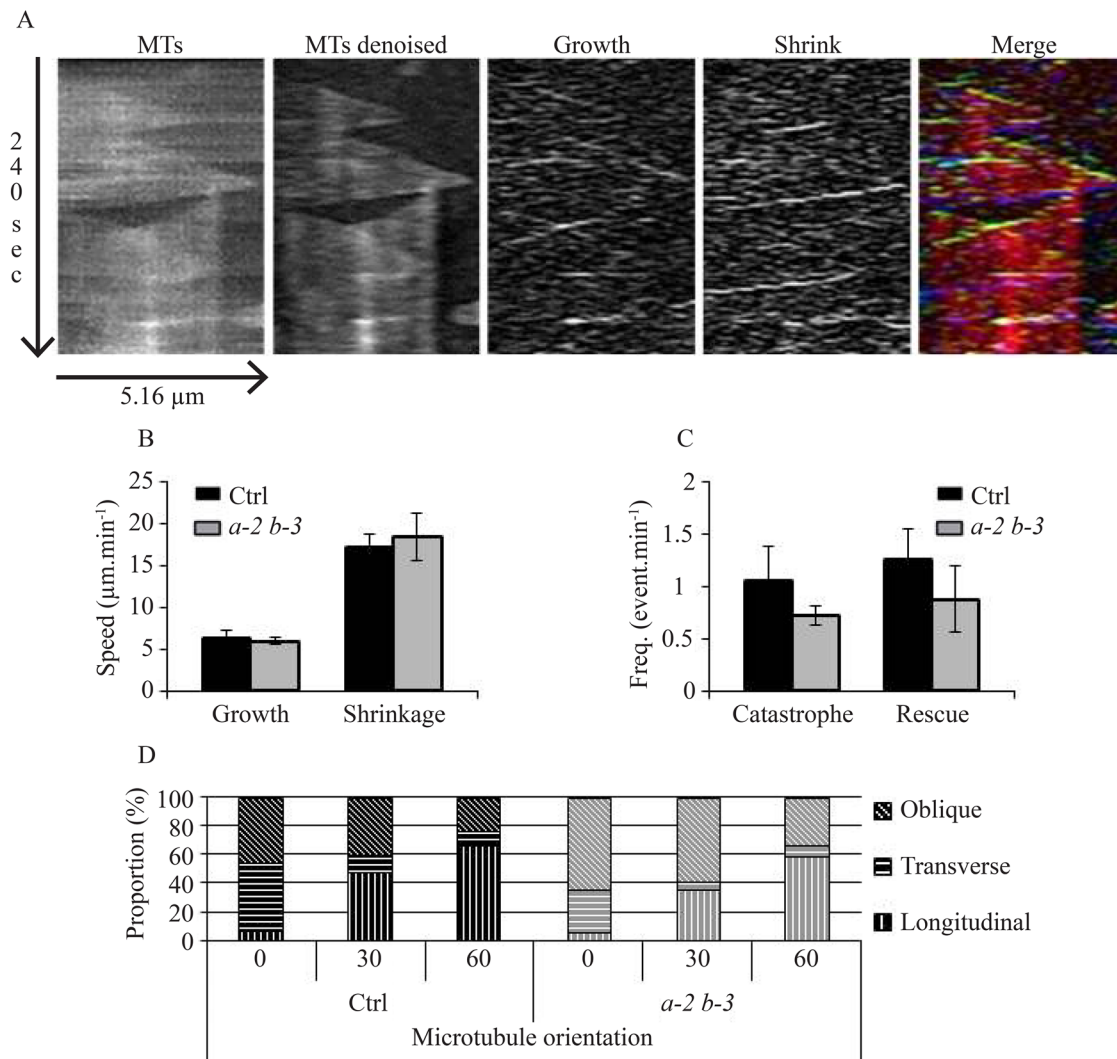 A
MTs MTs denoised Growth Shrink Merge
240 sec
5.16 µm
B
Speed (µm.min⁻¹)
25
20
15
10
5
0
Ctrl
a-2 b-3
Growth Shrinkage
C
Freq. (event.min⁻¹)
2
1.5
1
0.5
0
Ctrl
a-2 b-3
Catastrophe Rescue
D
Proportion (%)
100
80
60
40
20
0
Oblique
Transverse
Longitudinal
0 30 60 0 30 60
Ctrl a-2 b-3
Microtubule orientation